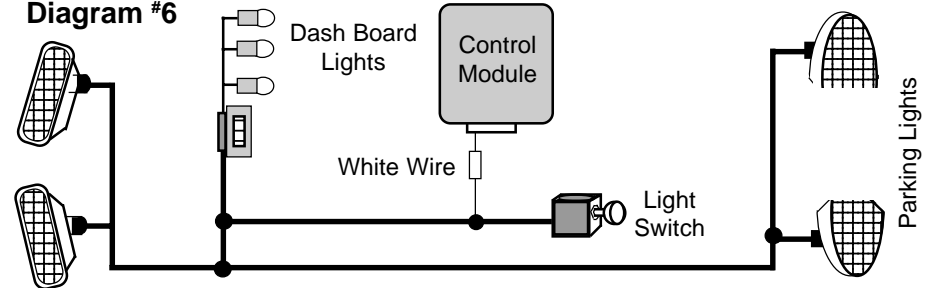 Diagram #6
Dash Board
Lights
Control
Module
White Wire
Light
Switch
Parking Lights